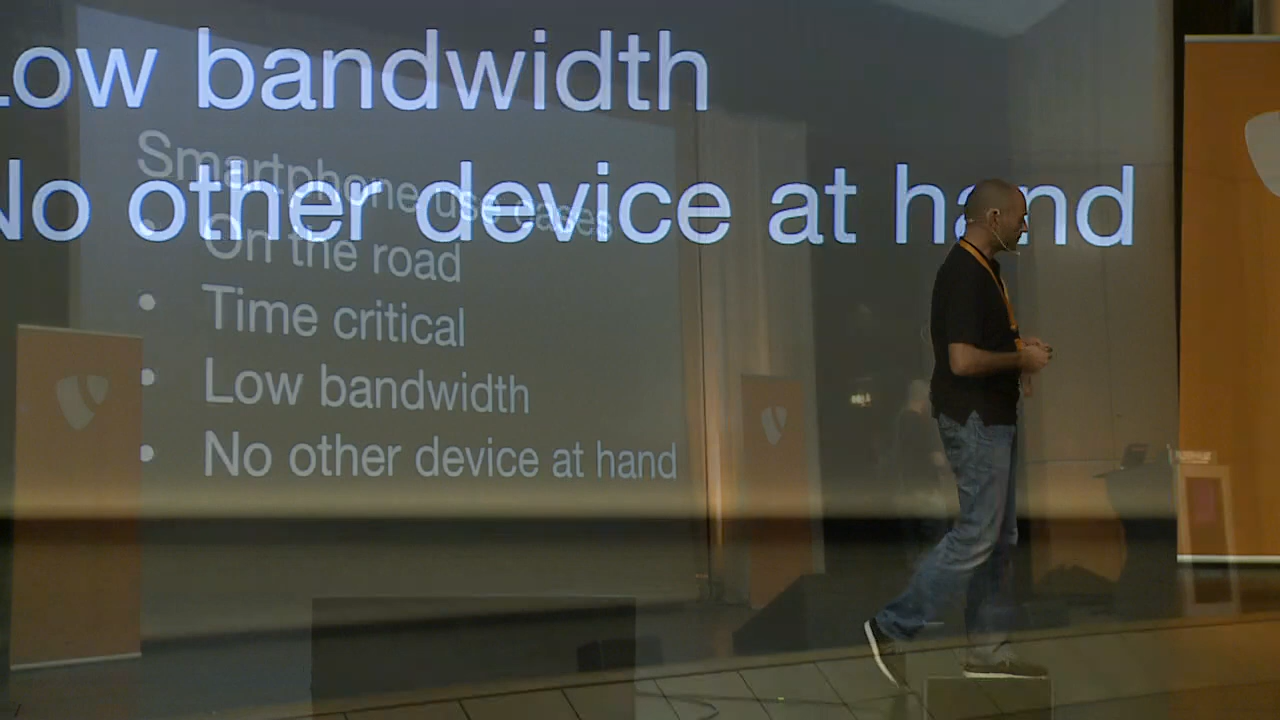 Low bandwidth
No other device at hand
Smartphone use cases
On the road
• Time critical
• Low bandwidth
• No other device at hand